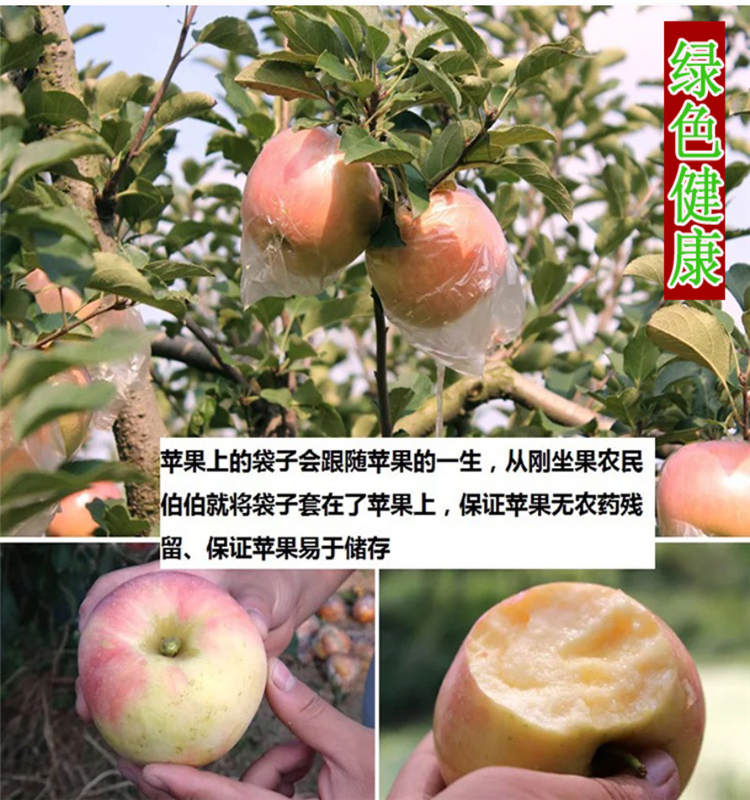 绿色健康
苹果上的袋子会跟随苹果的一生，从刚坐果农民
伯伯就将袋子套在了苹果上，保证苹果无农药残
留、保证苹果易于储存